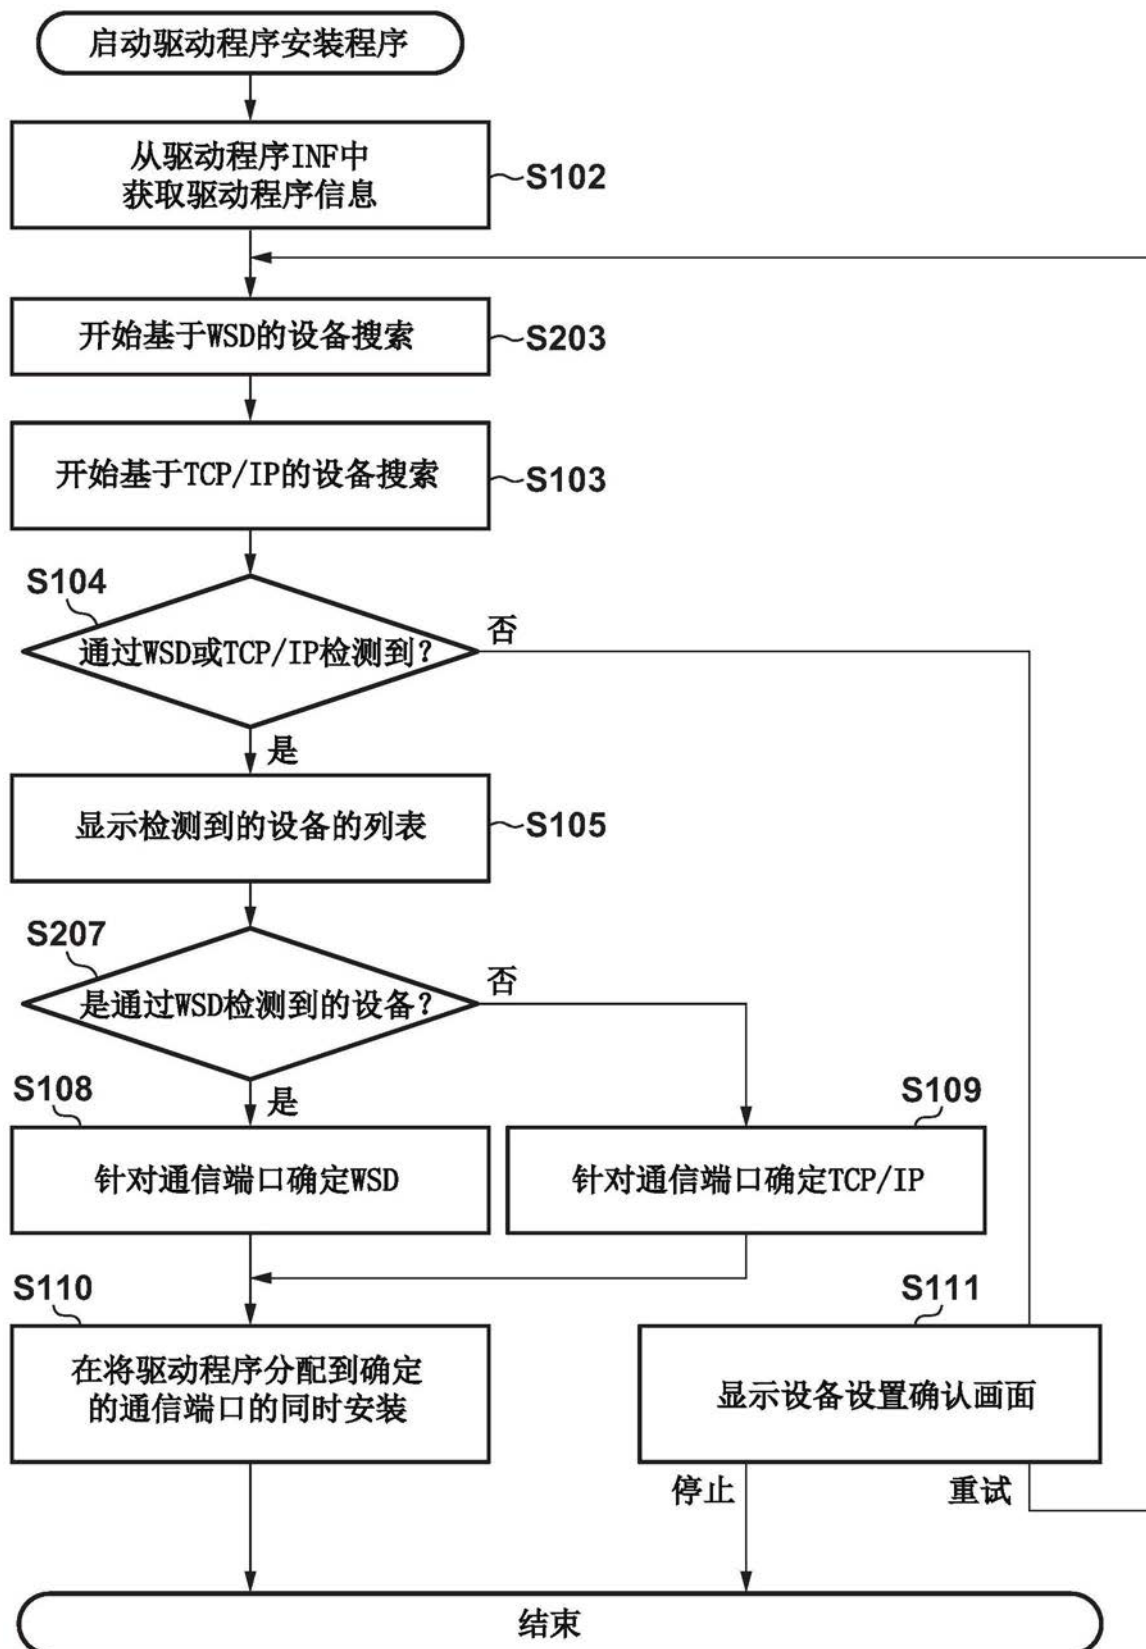 启动驱动程序安装程序
从驱动程序INF中
获取驱动程序信息
S102
开始基于WSD的设备搜索
S203
开始基于TCP/IP的设备搜索
S103
S104
通过WSD或TCP/IP检测到?
否
是
显示检测到的设备的列表
S105
S207
是通过WSD检测到的设备?
否
是
S108
针对通信端口确定WSD
S109
针对通信端口确定TCP/IP
S110
在将驱动程序分配到确定
的通信端口的同时安装
S111
显示设备设置确认画面
停止
重试
结束